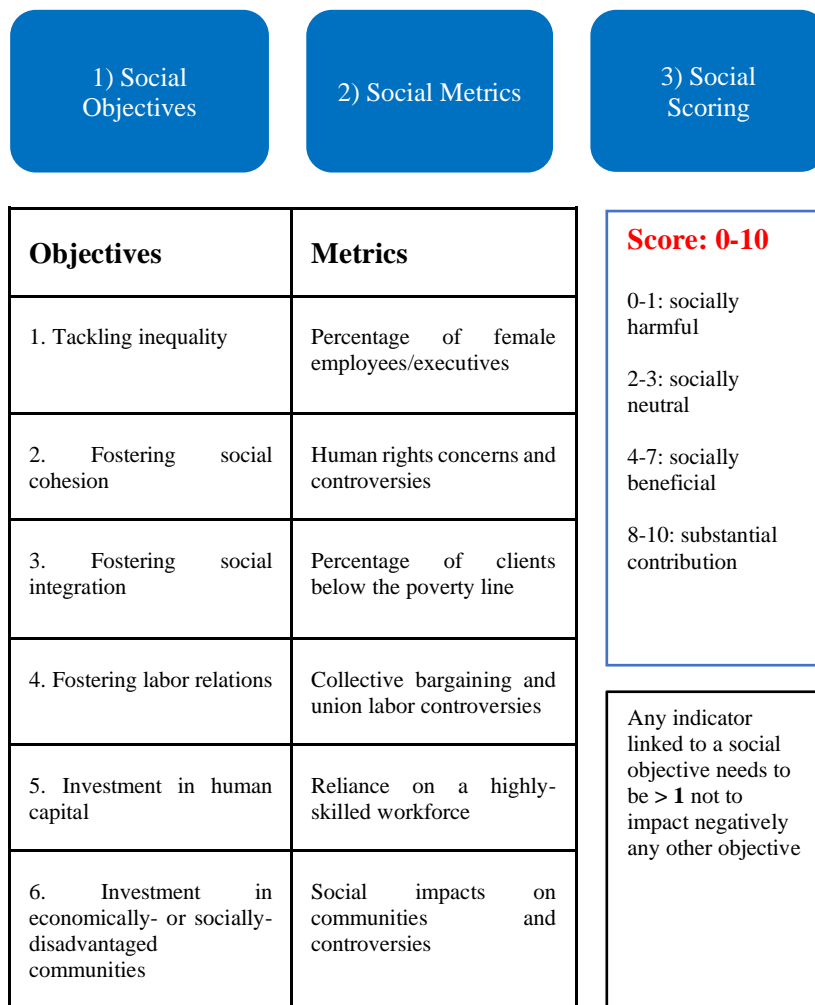 1) Social
Objectives
2) Social Metrics
3) Social
Scoring
Objectives
Metrics
1. Tackling inequality
Percentage of female
employees/executives
2. Fostering social
cohesion
Human rights concerns and
controversies
3. Fostering social
integration
Percentage of clients
below the poverty line
4. Fostering labor relations
Collective bargaining and
union labor controversies
5. Investment in human
capital
Reliance on a highly-
skilled workforce
6. Investment in
economically- or socially-
disadvantaged
communities
Social impacts on
communities and
controversies
Score: 0-10
0-1: socially
harmful
2-3: socially
neutral
4-7: socially
beneficial
8-10: substantial
contribution
Any indicator
linked to a social
objective needs to
be > 1 not to
impact negatively
any other objective